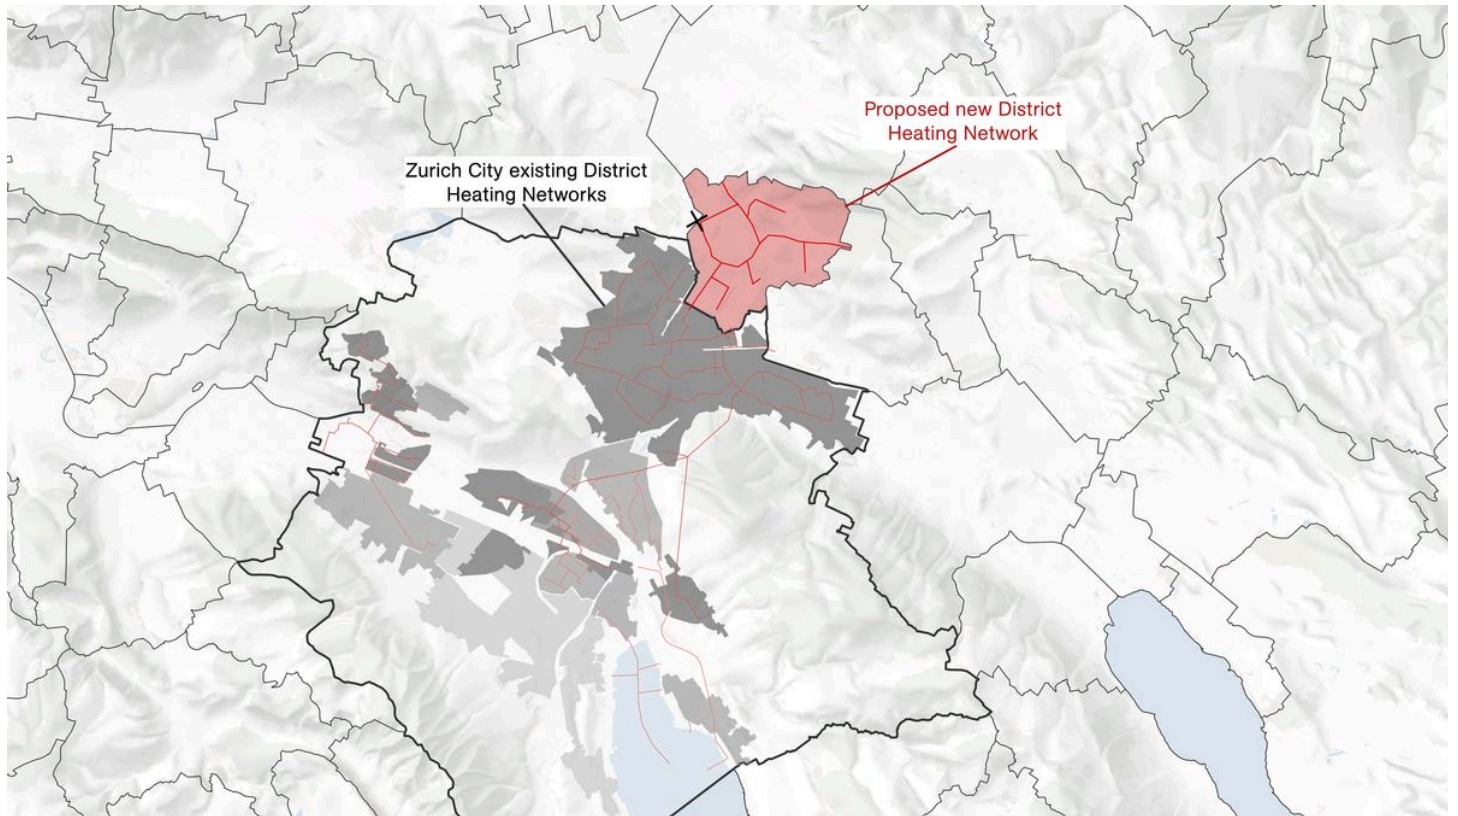 Proposed new District
Heating Network
Zurich City existing District
Heating Networks